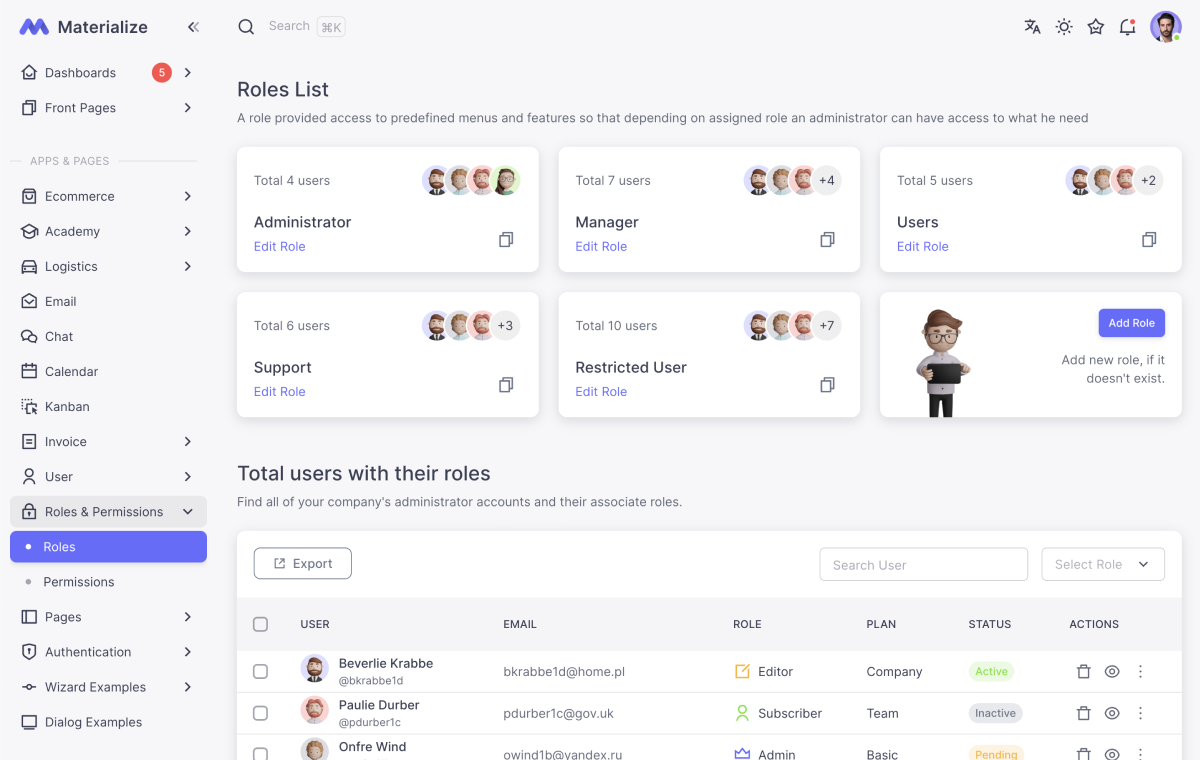 Materialize
Search ⌘K
Dashboards 5
Front Pages
APPS & PAGES
Ecommerce
Academy
Logistics
Email
Chat
Calendar
Kanban
Invoice
User
Roles & Permissions
Roles
Permissions
Pages
Authentication
Wizard Examples
Dialog Examples
Roles List
A role provided access to predefined menus and features so that depending on assigned role an administrator can have access to what he need
Total 4 users
Administrator
Edit Role
Total 7 users +4
Manager
Edit Role
Total 5 users +2
Users
Edit Role
Total 6 users +3
Support
Edit Role
Total 10 users +7
Restricted User
Edit Role
Add Role
Add new role, if it
doesn't exist.
Total users with their roles
Find all of your company's administrator accounts and their associate roles.
Export Search User Select Role
USER EMAIL ROLE PLAN STATUS ACTIONS
Beverlie Krabbe
@bkrabbe1d
bkrabbe1d@home.pl Editor Company Active
Paulie Durber
@pdurber1c
pdurber1c@gov.uk Subscriber Team Inactive
Onfre Wind
owind1b@yandex.ru Admin Basic Pending